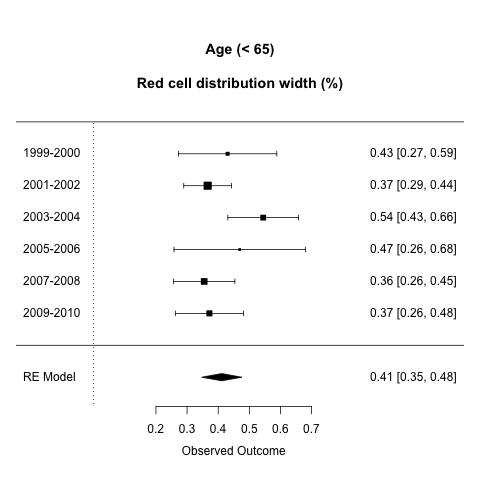 Age (< 65)
Red cell distribution width (%)
1999-2000 0.43 [0.27, 0.59]
2001-2002 0.37 [0.29, 0.44]
2003-2004 0.54 [0.43, 0.66]
2005-2006 0.47 [0.26, 0.68]
2007-2008 0.36 [0.26, 0.45]
2009-2010 0.37 [0.26, 0.48]
RE Model 0.41 [0.35, 0.48]
0.2 0.3 0.4 0.5 0.6 0.7
Observed Outcome